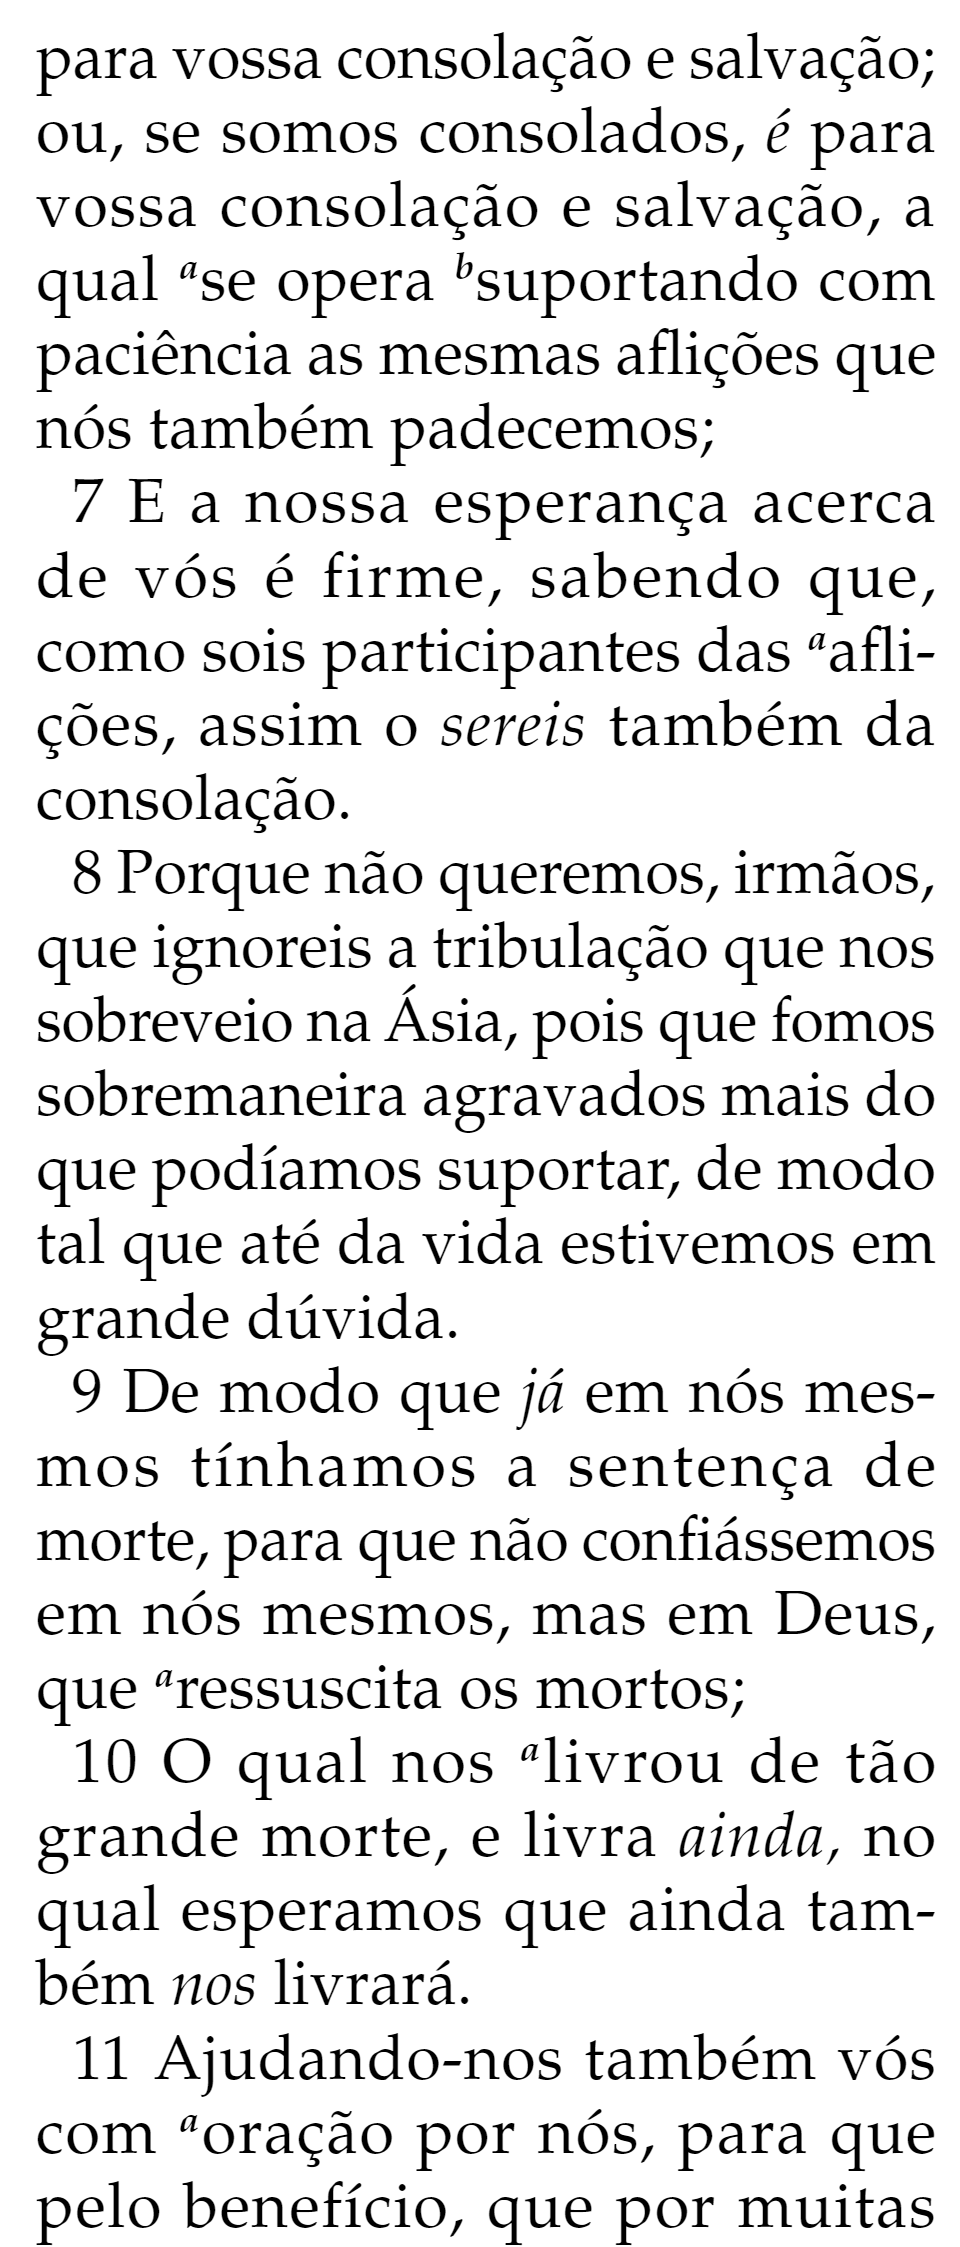 para vossa consolação e salvação;
ou, se somos consolados, é para
vossa consolação e salvação, a
qual ᵃse opera ᵇsuportando com
paciência as mesmas aflições que
nós também padecemos;
7 E a nossa esperança acerca
de vós é firme, sabendo que,
como sois participantes das ᵃafli-
ções, assim o sereis também da
consolação.
8 Porque não queremos, irmãos,
que ignoreis a tribulação que nos
sobreveio na Ásia, pois que fomos
sobremaneira agravados mais do
que podíamos suportar, de modo
tal que até da vida estivemos em
grande dúvida.
9 De modo que já em nós mes-
mos tínhamos a sentença de
morte, para que não confiássemos
em nós mesmos, mas em Deus,
que ᵃressuscita os mortos;
10 O qual nos ᵃlivrou de tão
grande morte, e livra ainda, no
qual esperamos que ainda tam-
bém nos livrará.
11 Ajudando-nos também vós
com ᵃoração por nós, para que
pelo benefício, que por muitas